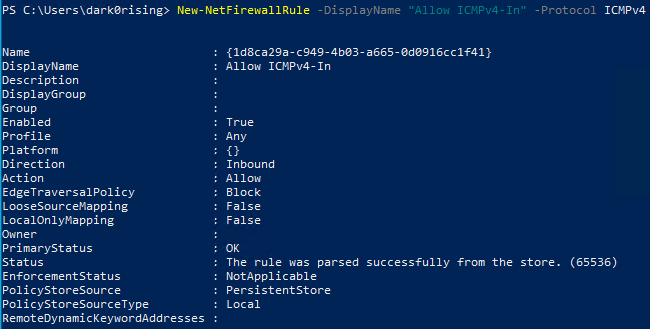 PS C:\Users\dark0rising> New-NetFirewallRule -DisplayName "Allow ICMPv4-In" -Protocol ICMPv4
Name : {1d8ca29a-c949-4b03-a665-0d0916cc1f41}
DisplayName : Allow ICMPv4-In
Description :
DisplayGroup :
Group :
Enabled : True
Profile : Any
Platform : {}
Direction : Inbound
Action : Allow
EdgeTraversalPolicy : Block
LooseSourceMapping : False
LocalOnlyMapping : False
Owner :
PrimaryStatus : OK
Status : The rule was parsed successfully from the store. (65536)
EnforcementStatus : NotApplicable
PolicyStoreSource : PersistentStore
PolicyStoreSourceType : Local
RemoteDynamicKeywordAddresses :